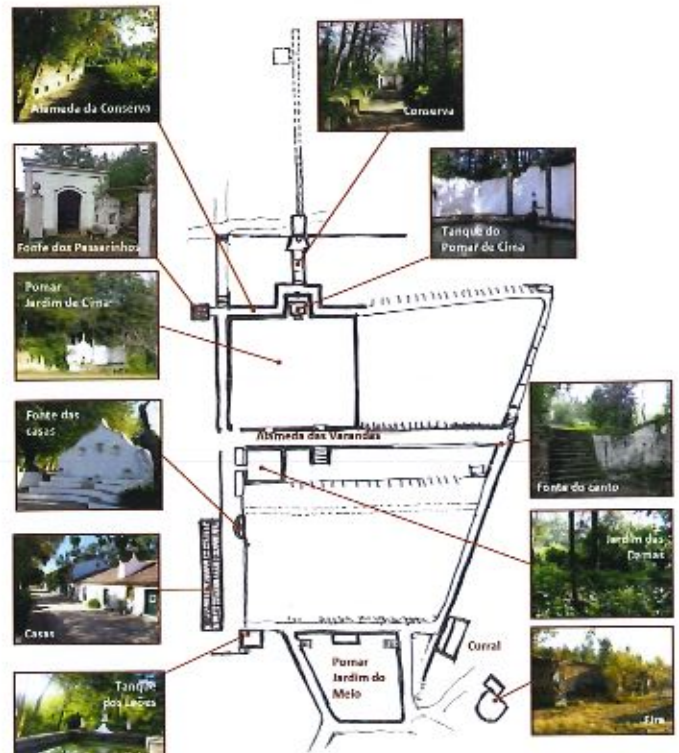 Alameda da Conserva
Conserva
Fonte dos Passarinhos
Tanque do
Pomar de Cima
Pomar
Jardim de Cima
Fonte das
casas
Alameda das Varandas
Fonte do canto
Jardim das
Damas
Casas
Tanque
dos Leões
Pomar
Jardim do
Meio
Curral
Eira